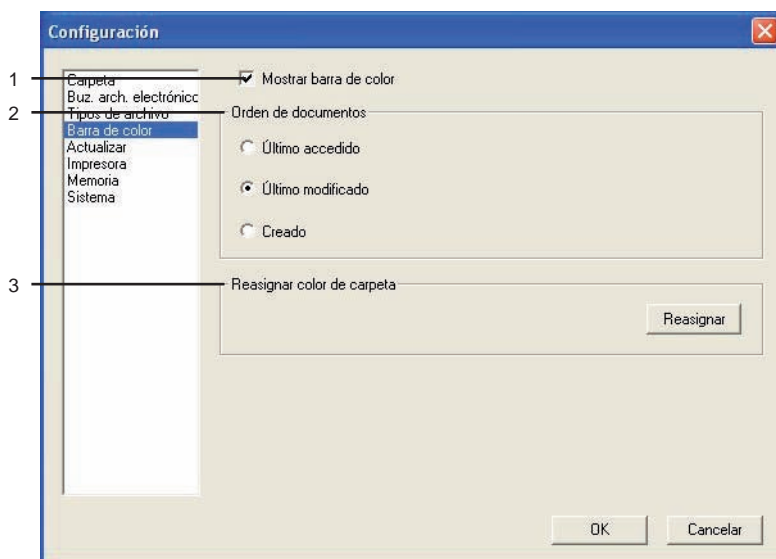 Configuración
1
Mostrar barra de color
2
Carpeta
Buz. arch. electrónicc
Tipos de archivo
Barra de color
Actualizar
Impresora
Memoria
Sistema
Orden de documentos
Último accedido
Último modificado
Creado
3
Reasignar color de carpeta
Reasignar
OK
Cancelar